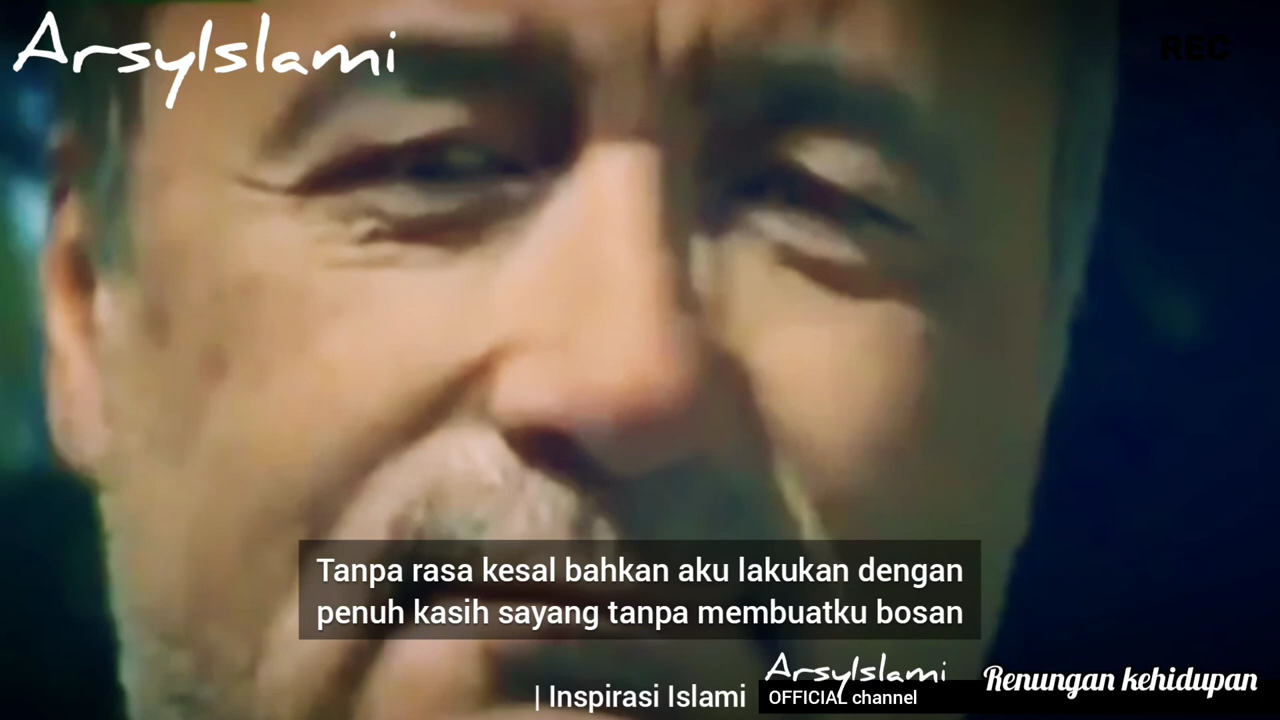 ArsyIslami
REC
Tanpa rasa kesal bahkan aku lakukan dengan
penuh kasih sayang tanpa membuatku bosan
ArsyIslami
| Inspirasi Islami
OFFICIAL channel
Renungan kehidupan